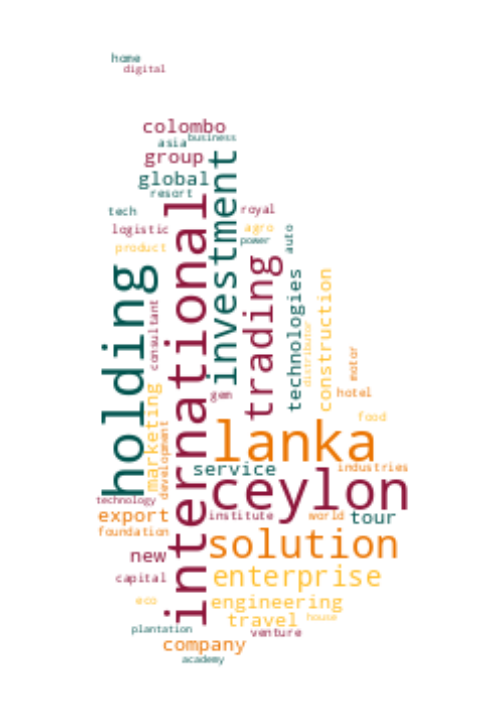 home
digital
colombo
business
asia
group
global
resort
investment
international
tech
royal
logistic
agro
power
auto
product
trading
holding
technologies
construction
consultant
distributor
motor
marketing
gem
hotel
development
food
lanka
service
industries
ceylon
technology
export
institute
world
tour
foundation
solution
new
capital
enterprise
eco
engineering
travel
house
plantation
venture
company
academy